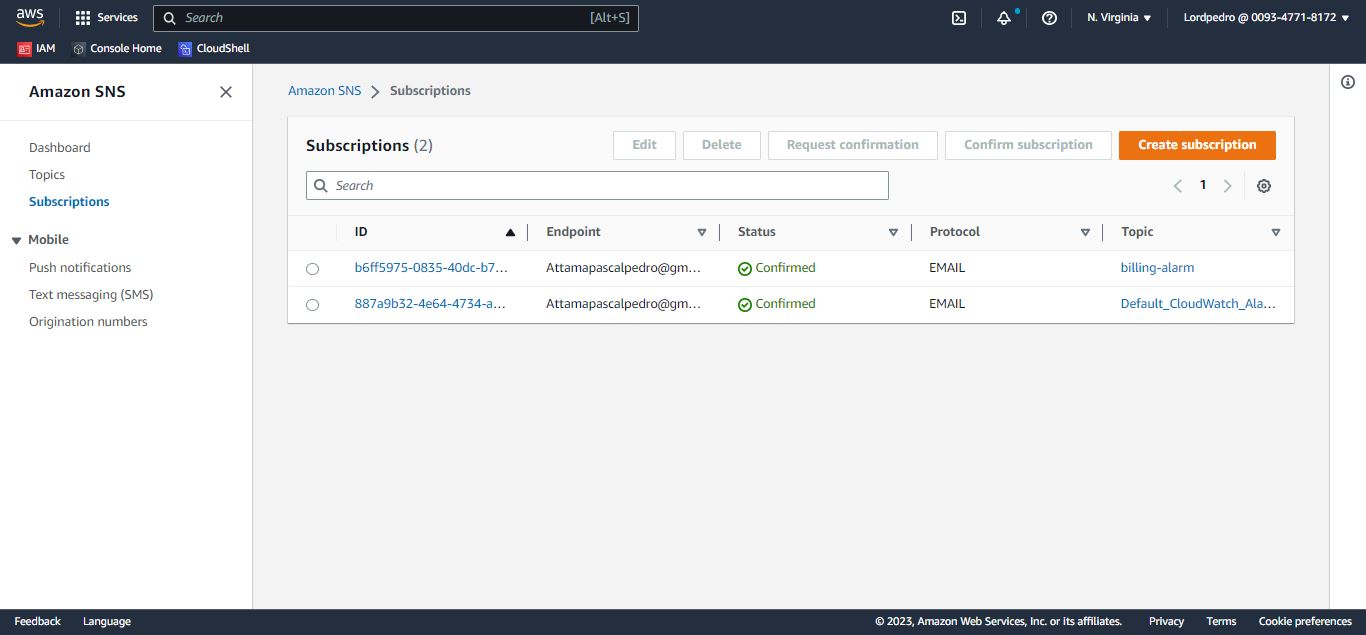 aws Services Search [Alt+S] N. Virginia Lordpedro @ 0093-4771-8172
IAM Console Home CloudShell
Amazon SNS
Dashboard
Topics
Subscriptions
Mobile
Push notifications
Text messaging (SMS)
Origination numbers
Amazon SNS Subscriptions
Subscriptions (2) Edit Delete Request confirmation Confirm subscription Create subscription
Search 1
ID Endpoint Status Protocol Topic
b6ff5975-0835-40dc-b7... Attamapascalpedro@gm... Confirmed EMAIL billing-alarm
887a9b32-4e64-4734-a... Attamapascalpedro@gm... Confirmed EMAIL Default_CloudWatch_Ala...
Feedback Language © 2023, Amazon Web Services, Inc. or its affiliates. Privacy Terms Cookie preferences